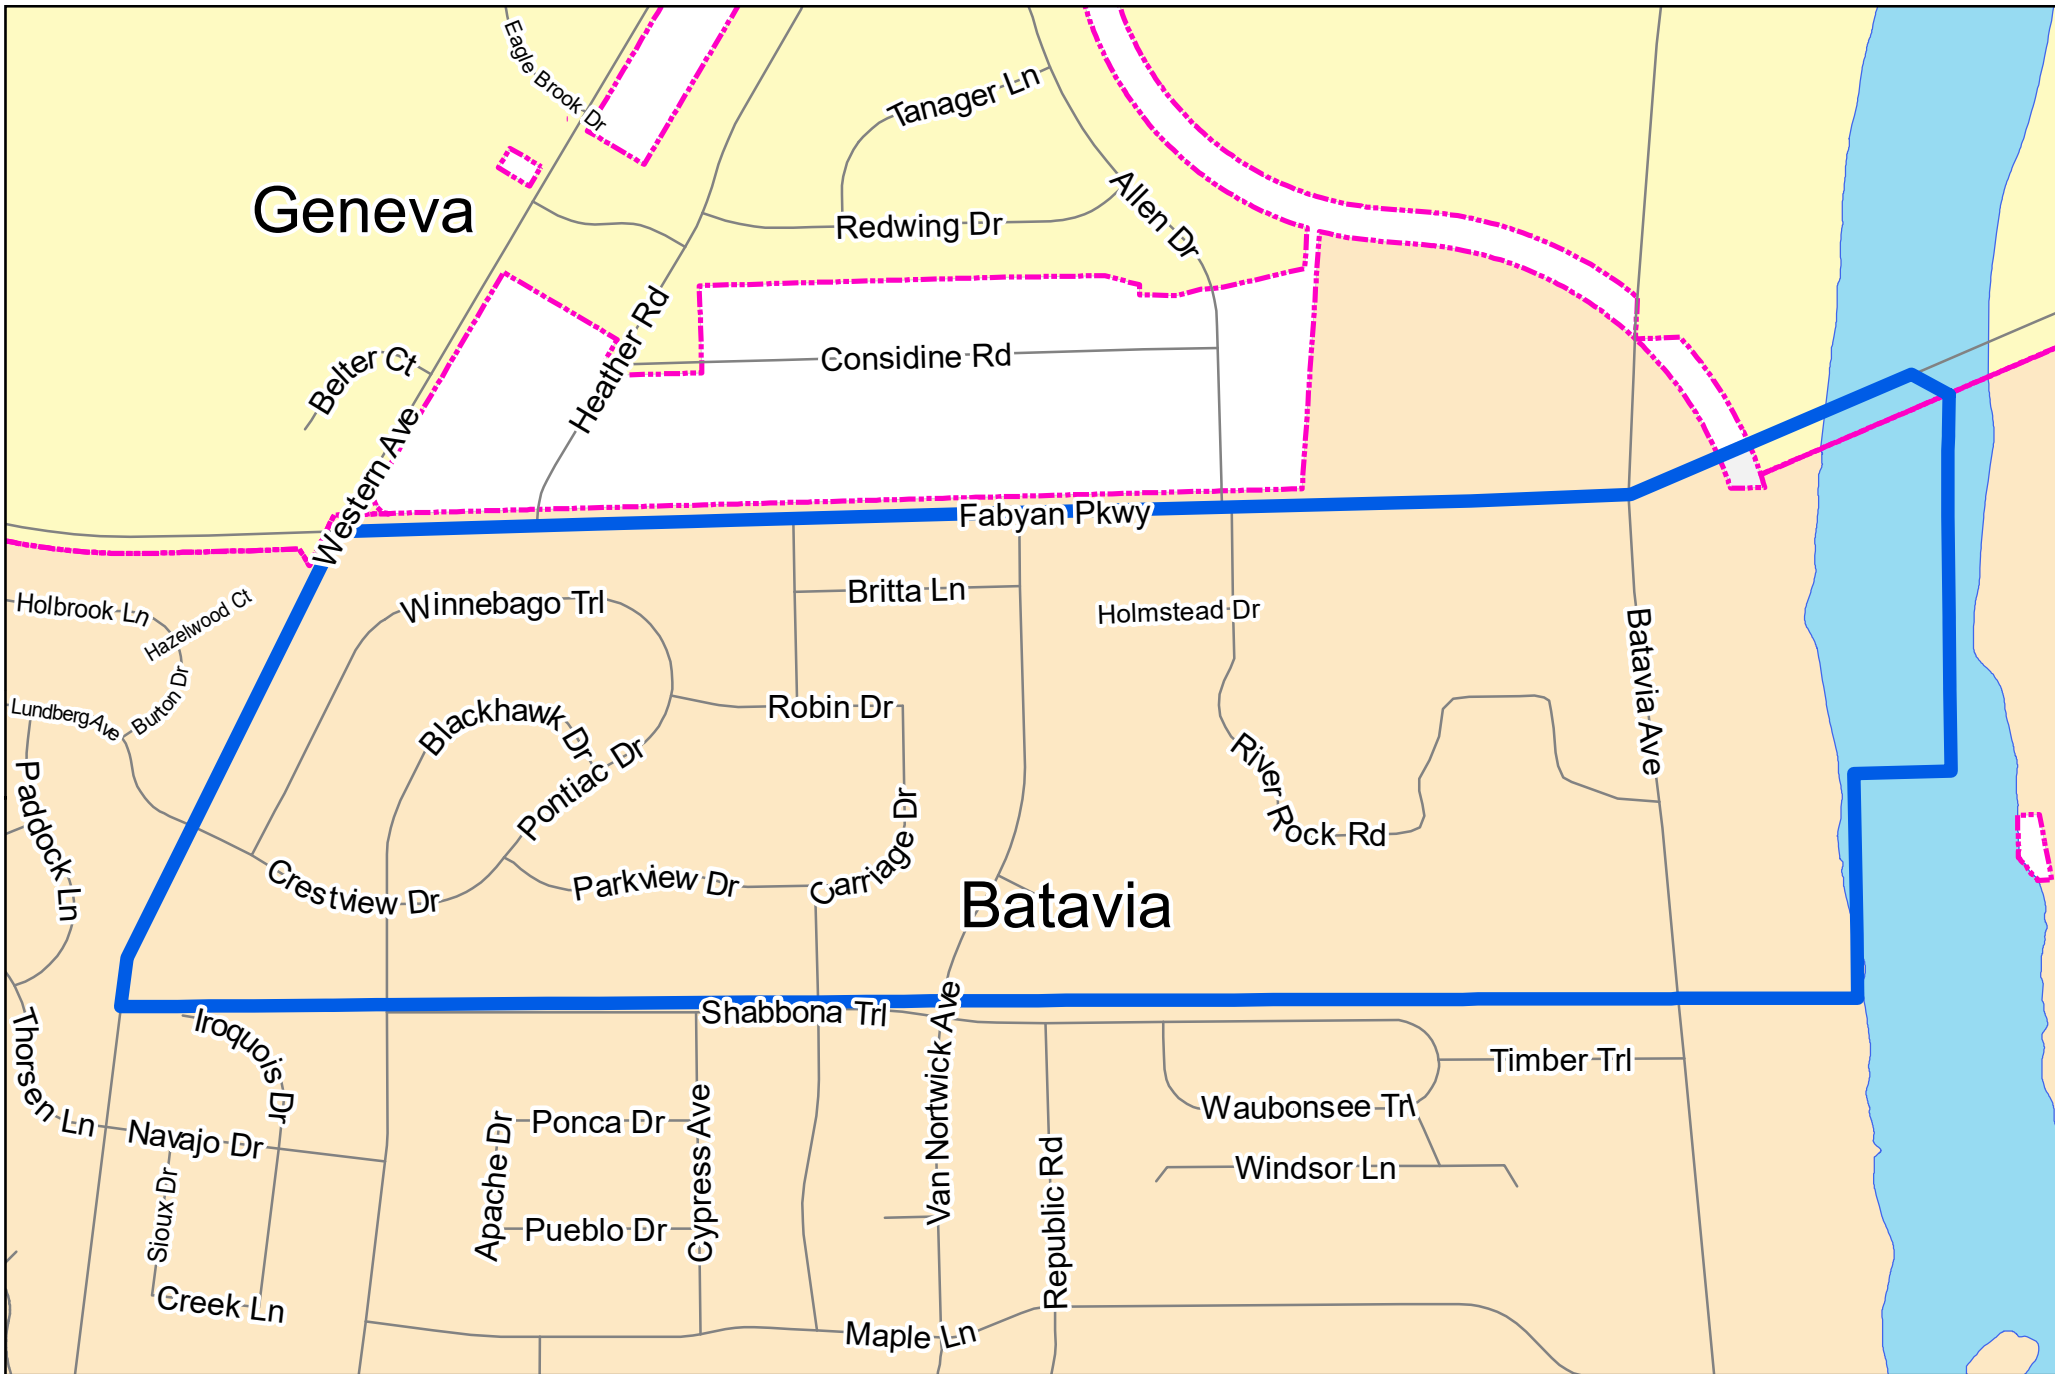 Eagle Brook Dr
Tanager Ln
Geneva
Allen Dr
Redwing Dr
Heather Rd
Considine Rd
Belter Ct
Western Ave
Fabyan Pkwy
Holbrook Ln
Hazelwood Ct
Winnebago Trl
Britta Ln
Holmstead Dr
Batavia Ave
Burton Dr
Lundberg Ave
Blackhawk Dr
Robin Dr
Pontiac Dr
River Rock Rd
Paddock Ln
Carriage Dr
Crestview Dr
Parkview Dr
Batavia
Shabbona Trl
Van Nortwick Ave
Thorsen Ln
Iroquois Dr
Timber Trl
Navajo Dr
Ponca Dr
Apache Dr
Cypress Ave
Waubonsee Trl
Republic Rd
Windsor Ln
Sioux Dr
Pueblo Dr
Creek Ln
Maple Ln